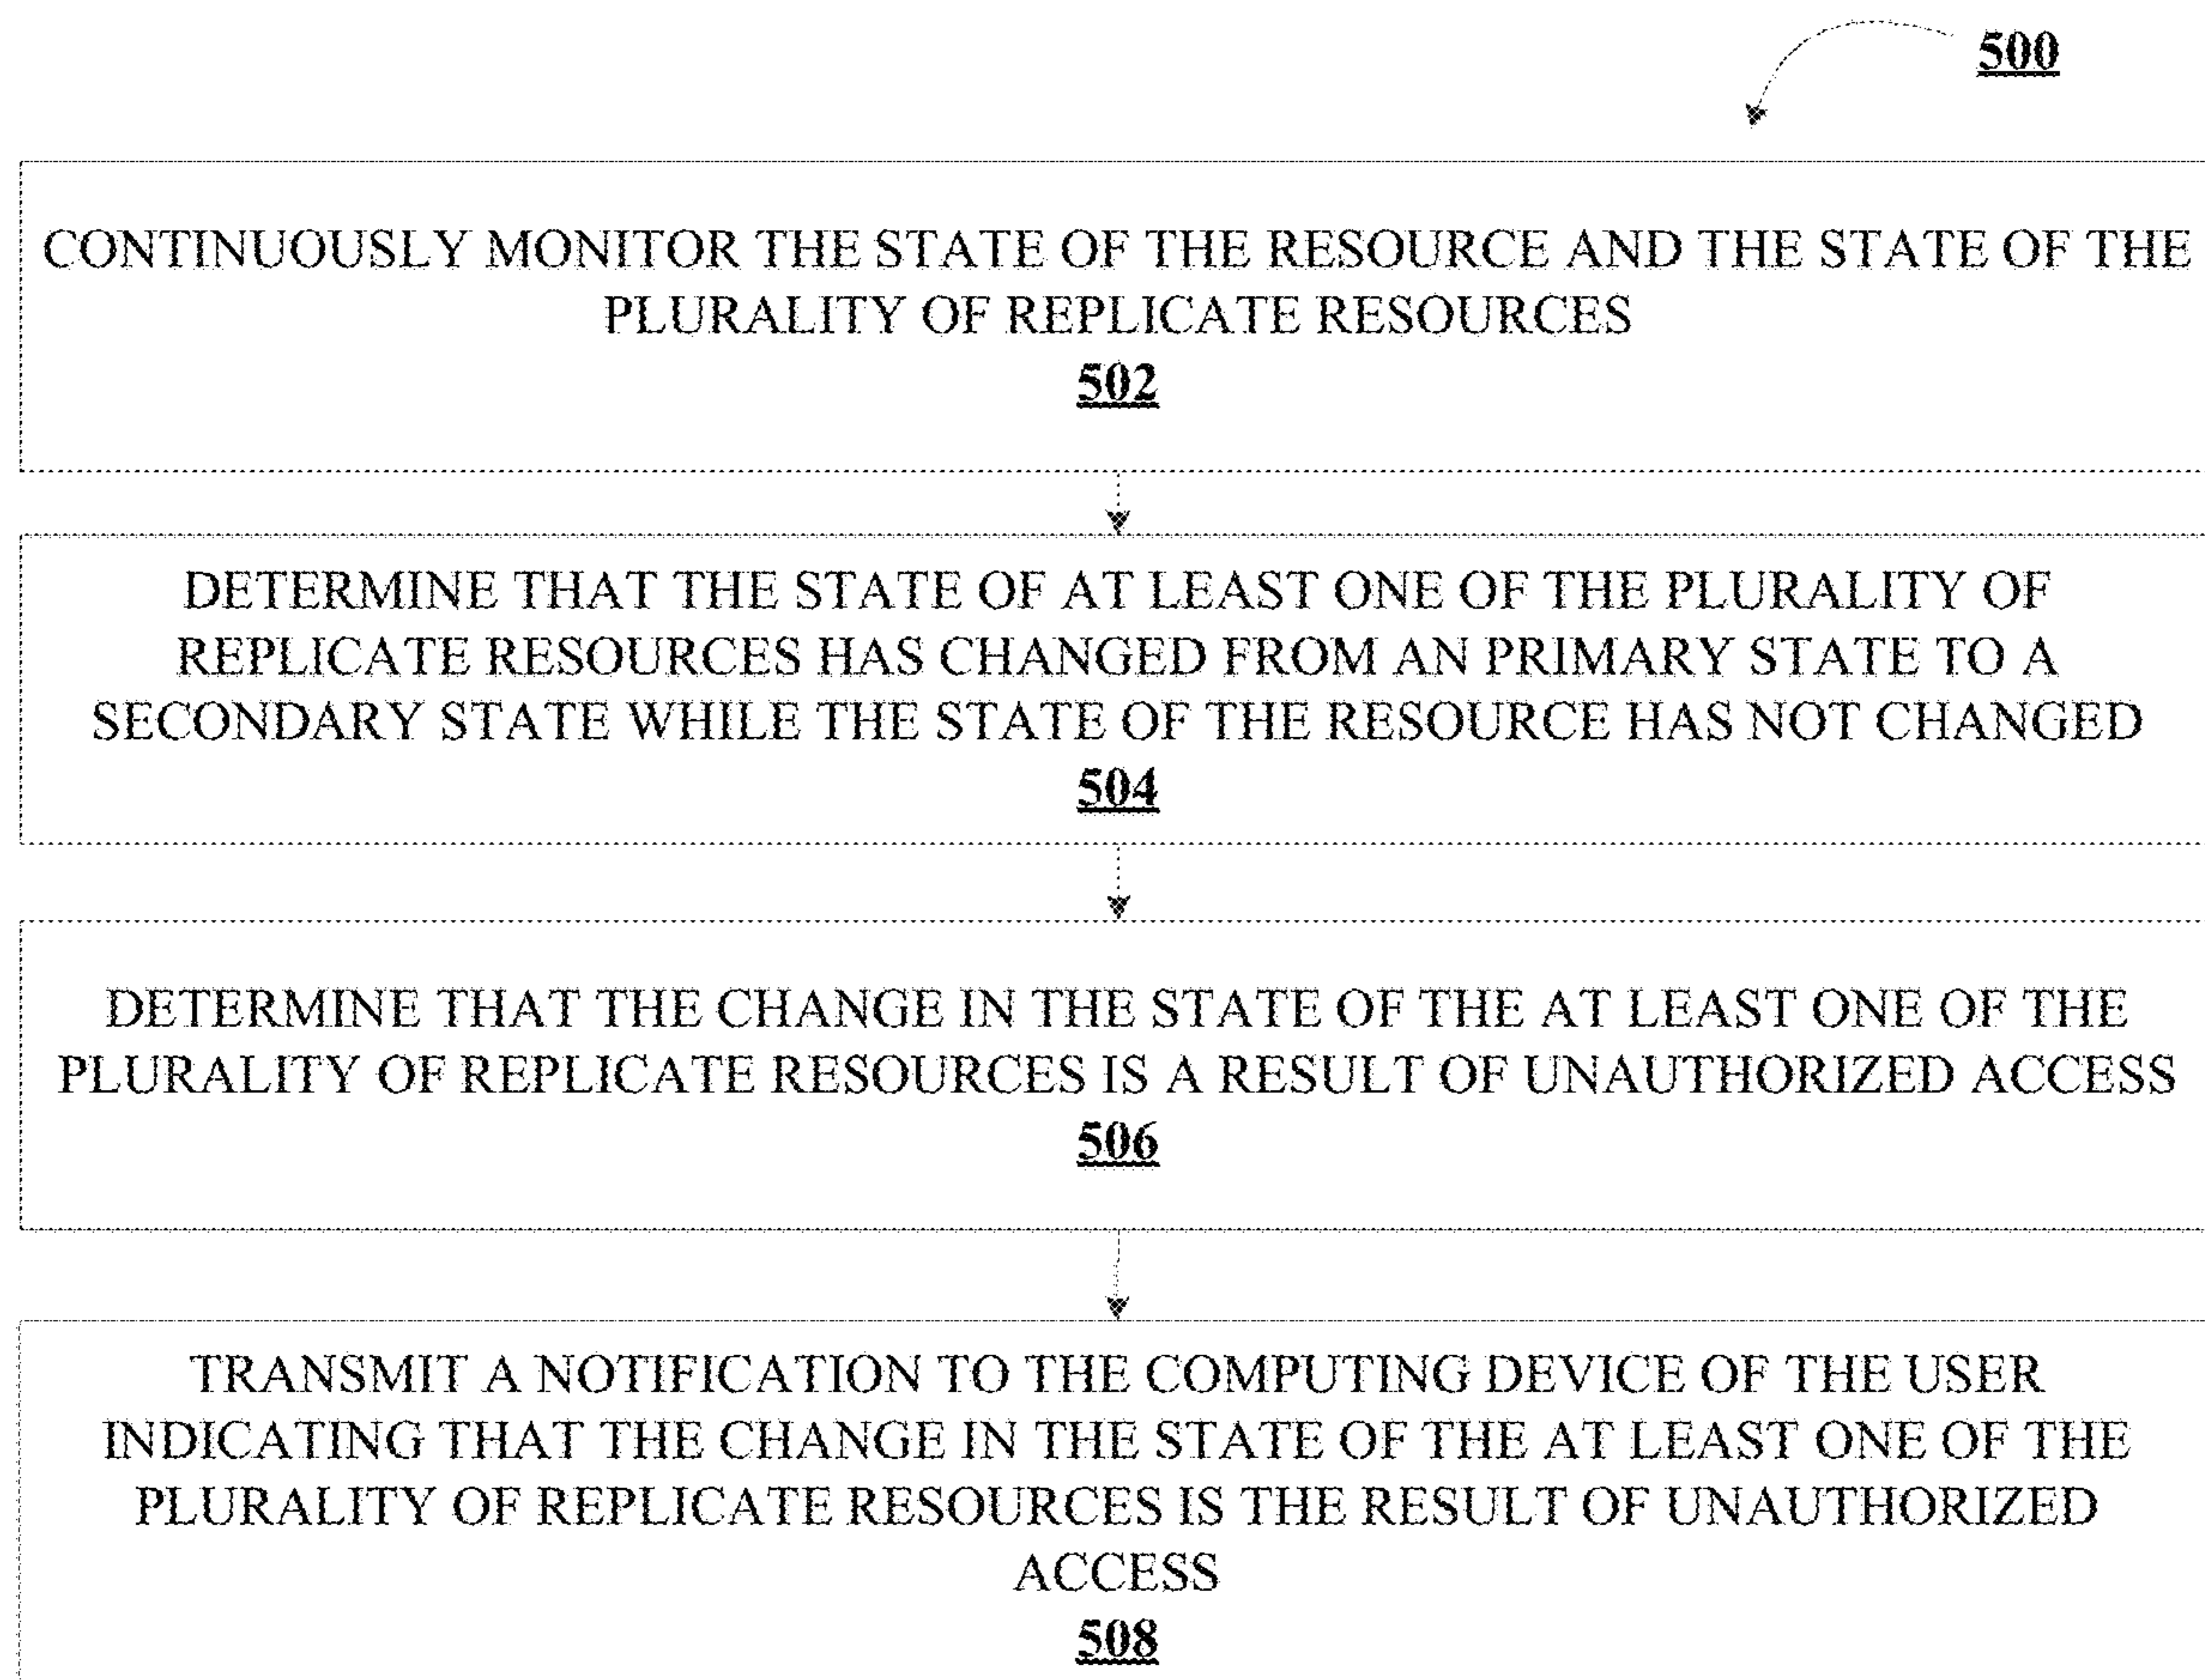 500
CONTINUOUSLY MONITOR THE STATE OF THE RESOURCE AND THE STATE OF THE
PLURALITY OF REPLICATE RESOURCES
502
DETERMINE THAT THE STATE OF AT LEAST ONE OF THE PLURALITY OF
REPLICATE RESOURCES HAS CHANGED FROM AN PRIMARY STATE TO A
SECONDARY STATE WHILE THE STATE OF THE RESOURCE HAS NOT CHANGED
504
DETERMINE THAT THE CHANGE IN THE STATE OF THE AT LEAST ONE OF THE
PLURALITY OF REPLICATE RESOURCES IS A RESULT OF UNAUTHORIZED ACCESS
506
TRANSMIT A NOTIFICATION TO THE COMPUTING DEVICE OF THE USER
INDICATING THAT THE CHANGE IN THE STATE OF THE AT LEAST ONE OF THE
PLURALITY OF REPLICATE RESOURCES IS THE RESULT OF UNAUTHORIZED
ACCESS
508